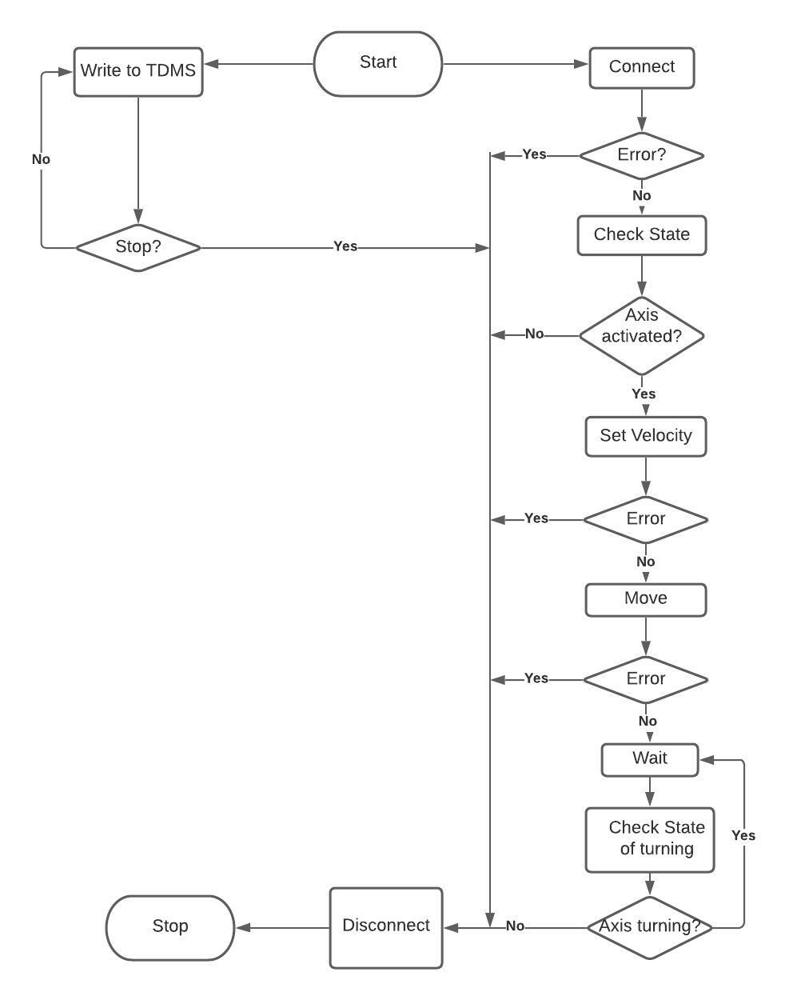 Start
Write to TDMS
Connect
Error?
Yes
No
No
Check State
Stop?
Yes
Axis
activated?
No
Yes
Set Velocity
Error
Yes
No
Move
Error
Yes
No
Wait
Check State
of turning
Yes
Axis turning?
No
Disconnect
Stop